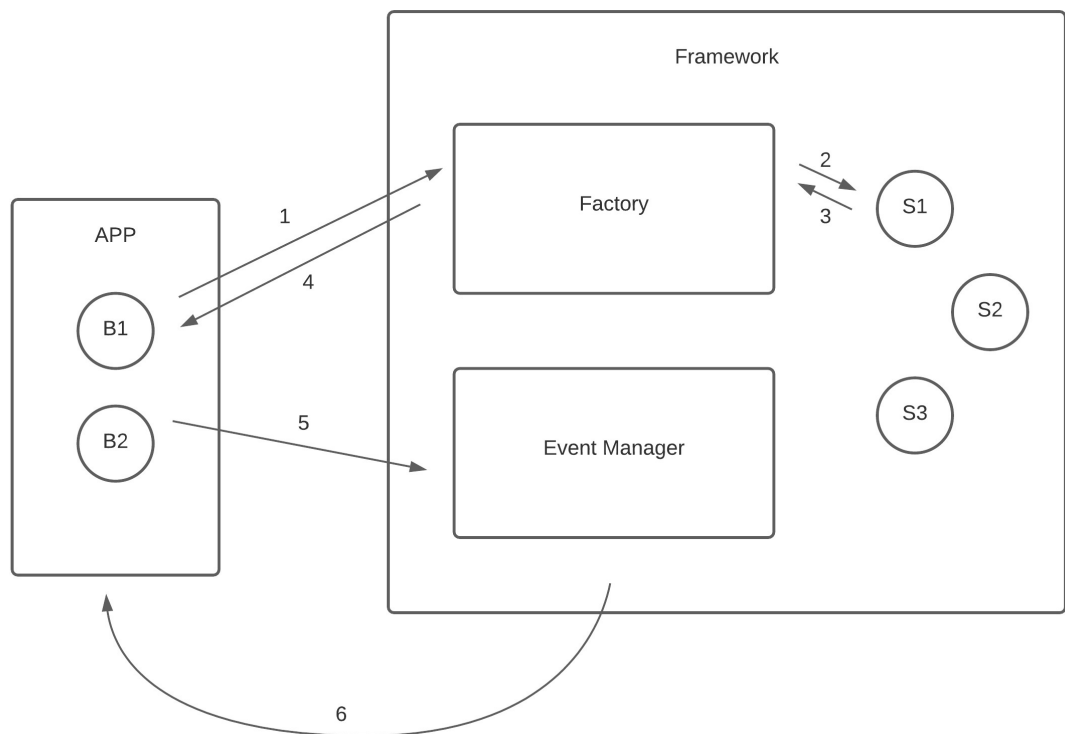 Framework
Factory
2
3
S1
1
APP
4
B1
S2
B2
5
S3
Event Manager
6